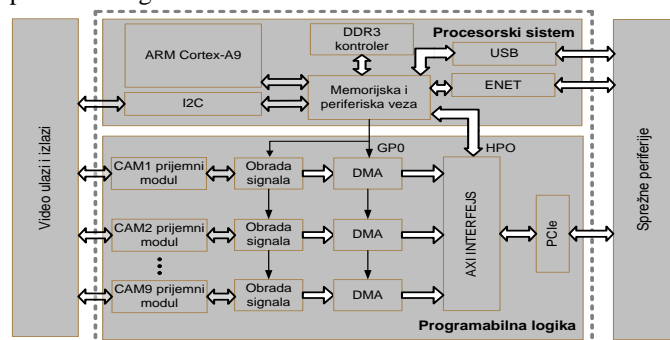 DDR3
kontroler
Procesorski sistem
ARM Cortex-A9
USB
Memorijska i
periferiska veza
ENET
I2C
GP0
HPO
CAM1 prijemni
modul
Obrada
signala
DMA
CAM2 prijemni
modul
Obrada
signala
DMA
CAM9 prijemni
modul
Obrada
signala
DMA
AXI INTERFEJS
PCIe
Programabilna logika
Video ulazi i izlazi
Sprežne periferije